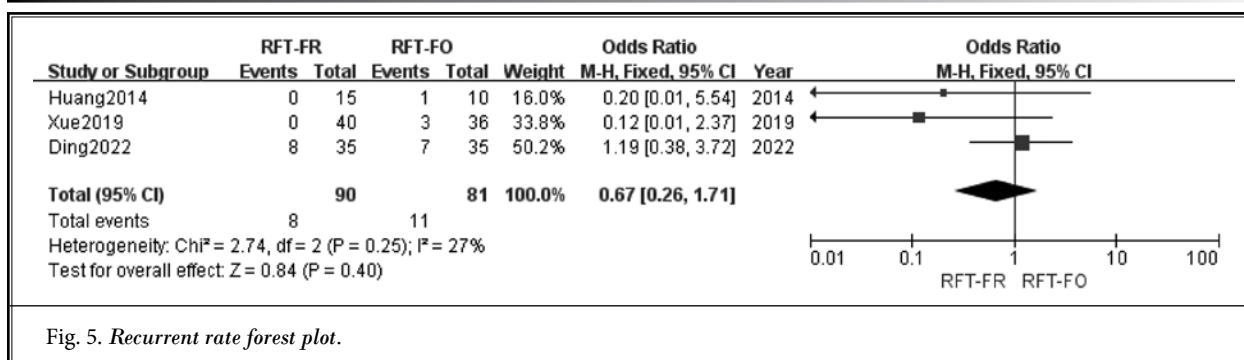 RFT-FR RFT-FO Odds Ratio Odds Ratio
Study or Subgroup Events Total Events Total Weight M-H, Fixed, 95% CI Year M-H, Fixed, 95% CI
Huang2014 0 15 1 10 16.0% 0.20 [0.01, 5.54] 2014
Xue2019 0 40 3 36 33.8% 0.12 [0.01, 2.37] 2019
Ding2022 8 35 7 35 50.2% 1.19 [0.38, 3.72] 2022
Total (95% CI) 90 81 100.0% 0.67 [0.26, 1.71]
Total events 8 11
Heterogeneity: Chi² = 2.74, df = 2 (P = 0.25); I² = 27%
Test for overall effect: Z = 0.84 (P = 0.40)
0.01 0.1 1 10 100
RFT-FR RFT-FO
Fig. 5. Recurrent rate forest plot.